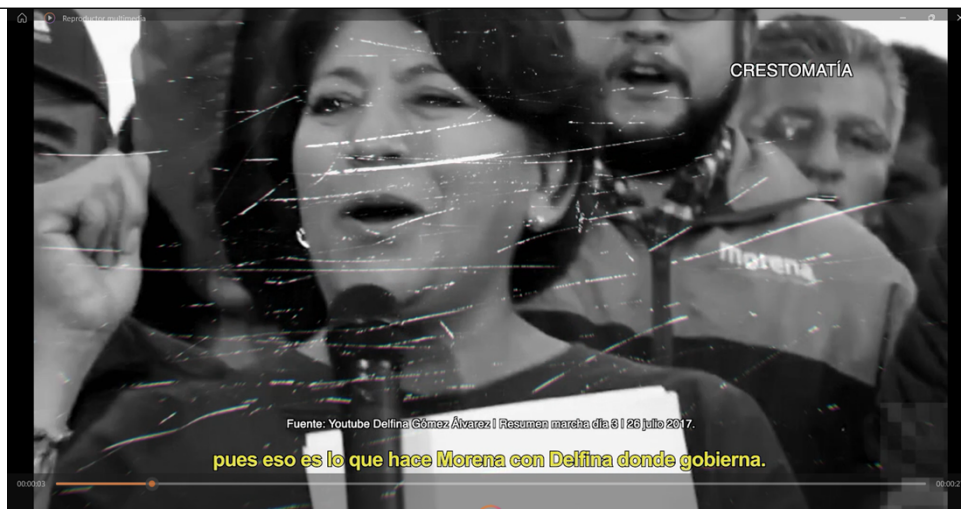 Reproductor multimedia
CRESTOMATÍA
morena
Fuente: Youtube Delfina Gómez Álvarez I Resumen marcha día 3 I 26 julio 2017.
pues eso es lo que hace Morena con Delfina donde gobierna.
00:00:03